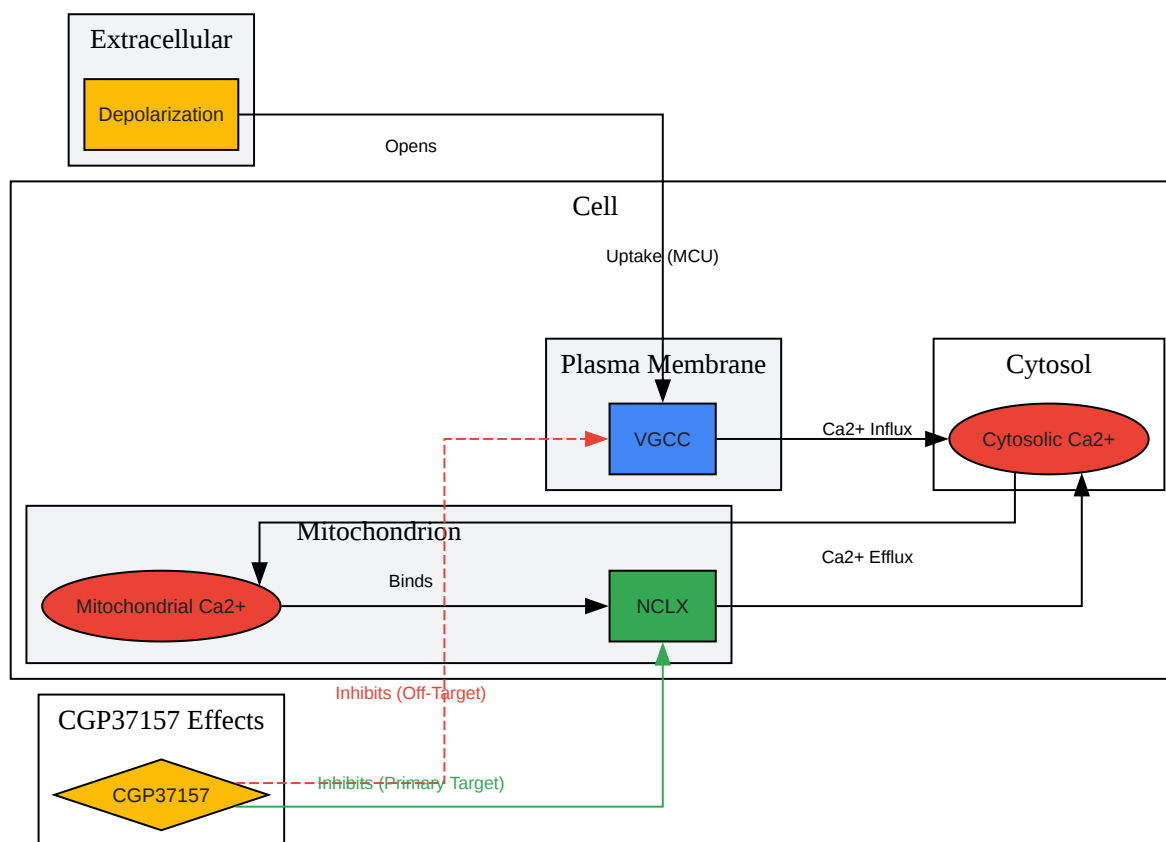 Extracellular
Depolarization
Opens
Cell
Uptake (MCU)
Plasma Membrane
Cytosol
VGCC
Ca2+ Influx
Cytosolic Ca2+
Mitochondrion
Ca2+ Efflux
Binds
Mitochondrial Ca2+
NCLX
Inhibits (Off-Target)
CGP37157 Effects
Inhibits (Primary Target)
CGP37157